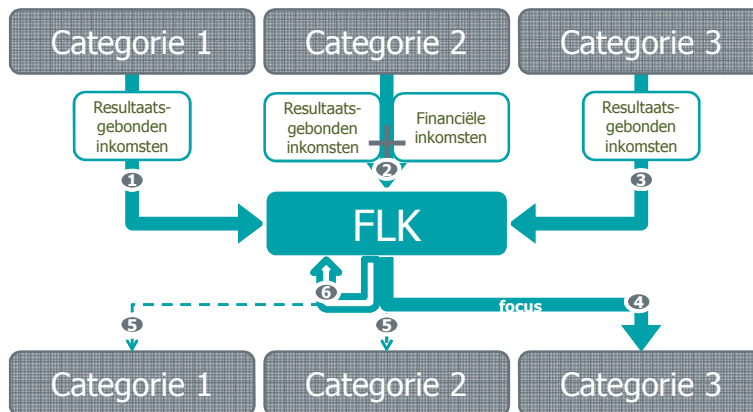 Categorie 1
Categorie 2
Categorie 3
Resultaats-
gebonden
inkomsten
Resultaats-
gebonden
inkomsten
+
Financiële
inkomsten
Resultaats-
gebonden
inkomsten
1
2
3
FLK
6
focus
4
5
5
Categorie 1
Categorie 2
Categorie 3